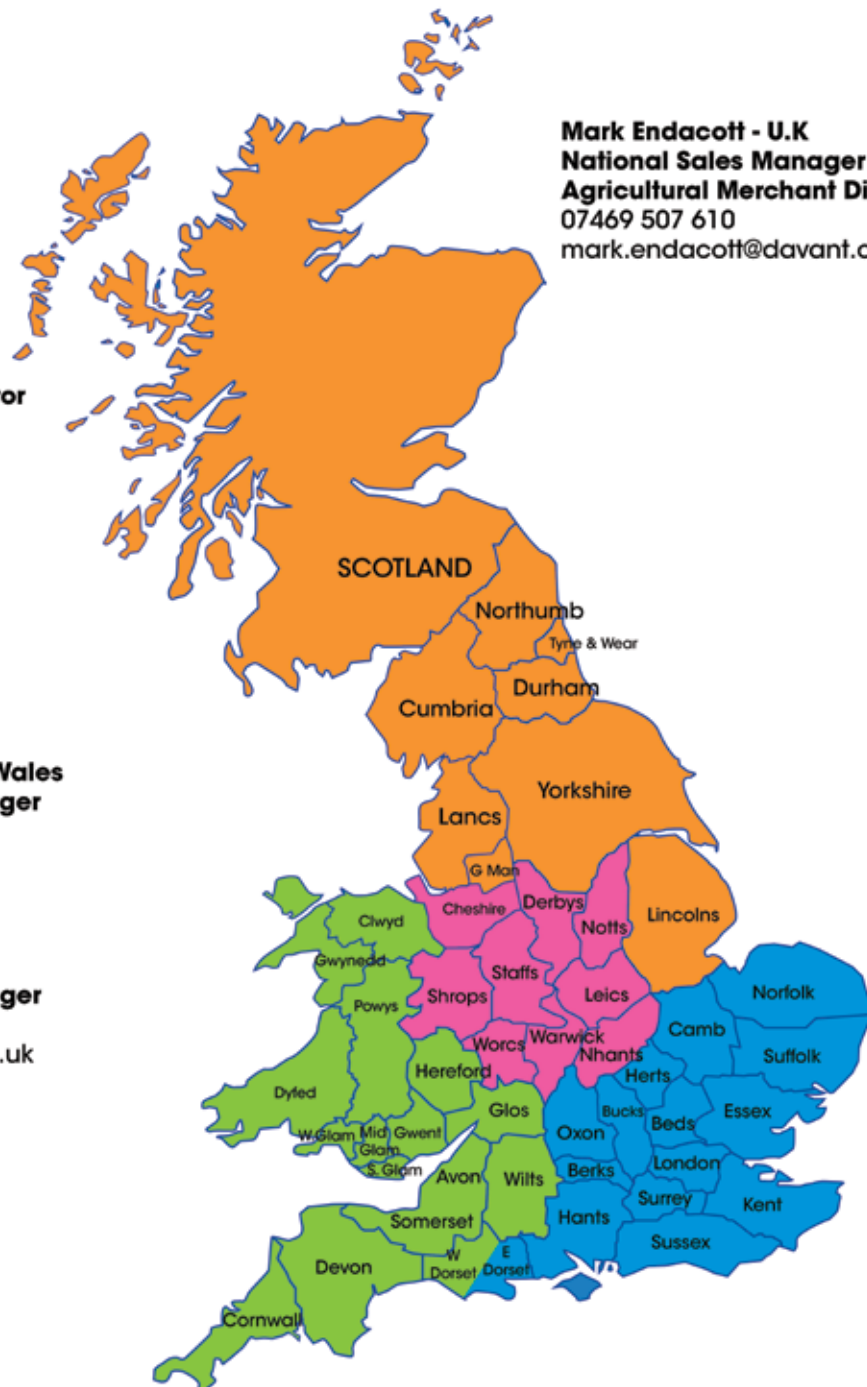 Mark Endacott - U.K
National Sales Manager
Agricultural Merchant Di
07469 507 610
mark.endacott@davant.c
or
SCOTLAND
Northumb
Tyne & Wear
Durham
Cumbria
Wales
ger
Yorkshire
Lancs
G Man
Cheshire
Derbys
Notts
Lincolns
Clwyd
Gwynedd
Staffs
Shrops
Leics
Powys
ger
.uk
Norfolk
Camb
Suffolk
Worcs
Warwick
Nhants
Hereford
Herts
Dyfed
Glos
Bucks
Beds
Essex
Oxon
W Glam
Mid
Glam
Gwent
S. Glam
Avon
Wilts
Berks
London
Surrey
Kent
Hants
Somerset
Sussex
W
Dorset
E
Dorset
Devon
Cornwall